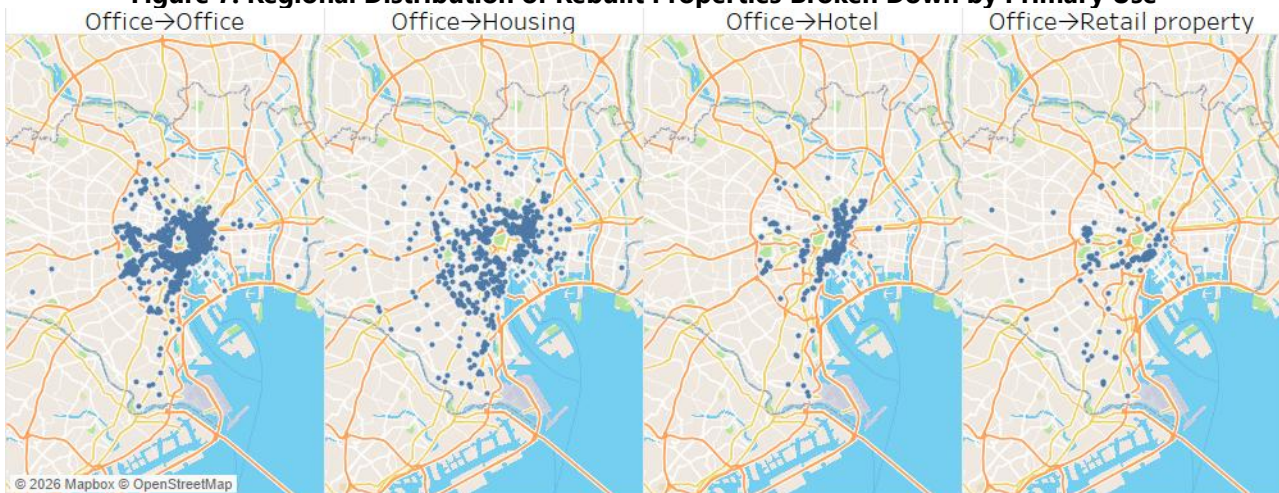 Figure 7: Regional Distribution of Rebuilt Properties Broken Down by Primary Use
Office→Office
Office→Housing
Office→Hotel
Office→Retail property
© 2026 Mapbox © OpenStreetMap